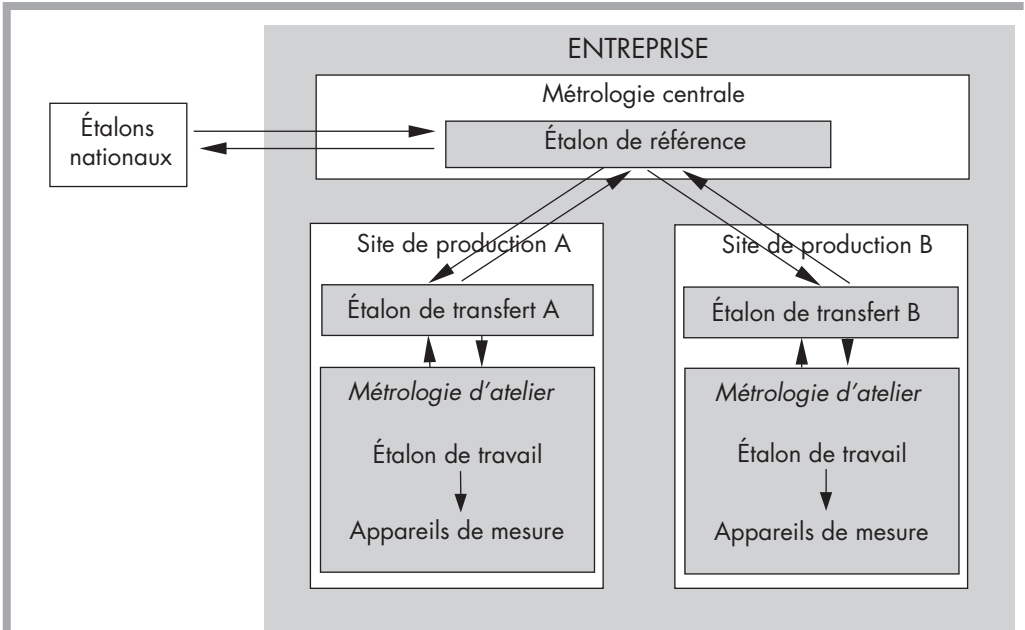 ENTREPRISE
Métrologie centrale
Étalons
nationaux
Étalon de référence
Site de production A
Étalon de transfert A
Métrologie d'atelier
Étalon de travail
Appareils de mesure
Site de production B
Étalon de transfert B
Métrologie d'atelier
Étalon de travail
Appareils de mesure